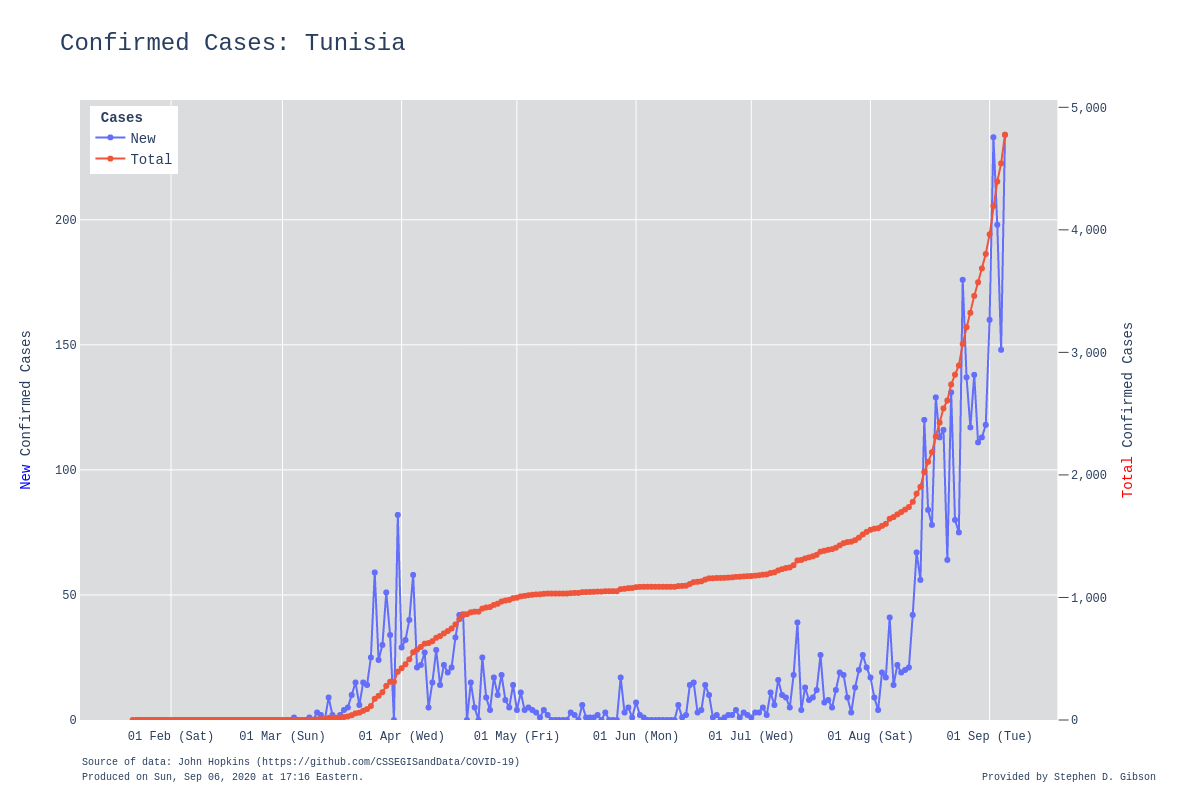 Confirmed Cases: Tunisia
Cases
New
Total
200
150
100
50
0
5,000
4,000
3,000
2,000
1,000
0
New Confirmed Cases
Total Confirmed Cases
01 Feb (Sat)
01 Mar (Sun)
01 Apr (Wed)
01 May (Fri)
01 Jun (Mon)
01 Jul (Wed)
01 Aug (Sat)
01 Sep (Tue)
Source of data: John Hopkins (https://github.com/CSSEGISandData/COVID-19)
Produced on Sun, Sep 06, 2020 at 17:16 Eastern.
Provided by Stephen D. Gibson